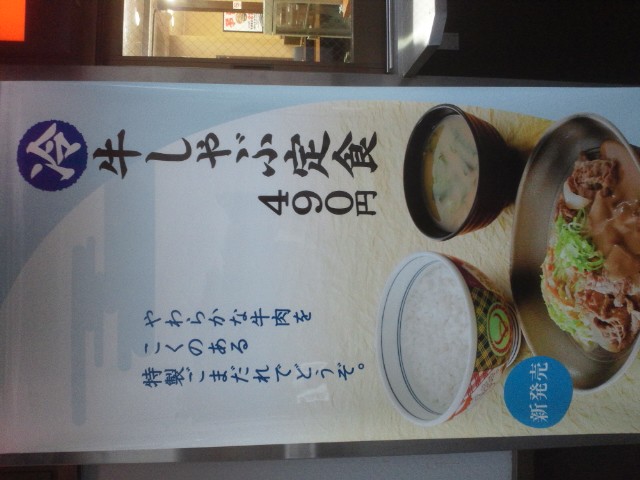 冷
牛しゃぶ定食
490円
やわらかな牛肉を
こくのある
特製ごまだれでどうぞ。
新発売